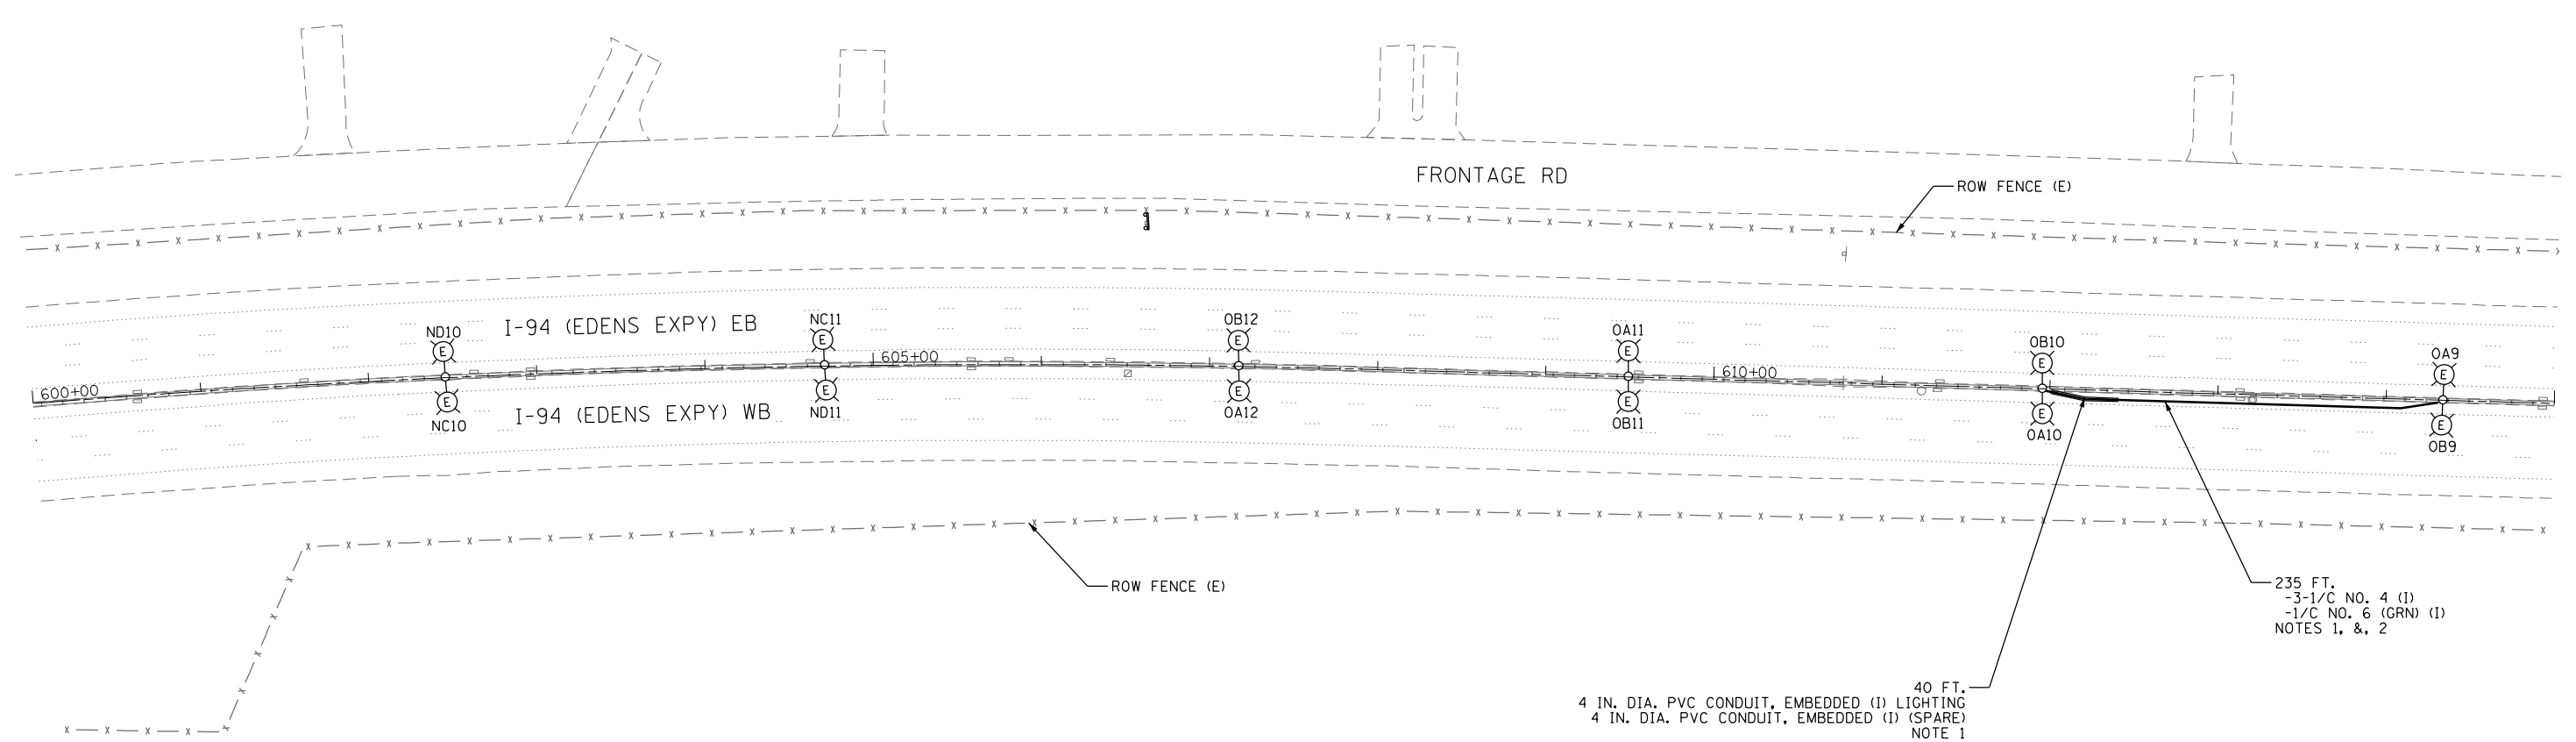 FRONTAGE RD
ROW FENCE (E)
I-94 (EDENS EXPY) EB
ND10
E
NC11
E
OB12
E
OA11
E
OB10
E
OA9
E
600+00
605+00
610+00
I-94 (EDENS EXPY) WB
E
NC10
E
ND11
E
OA12
E
OB11
E
OA10
E
OB9
ROW FENCE (E)
235 FT.
-3-1/C NO. 4 (I)
-1/C NO. 6 (GRN) (I)
NOTES 1, &, 2
40 FT.
4 IN. DIA. PVC CONDUIT, EMBEDDED (I) LIGHTING
4 IN. DIA. PVC CONDUIT, EMBEDDED (I) (SPARE)
NOTE 1